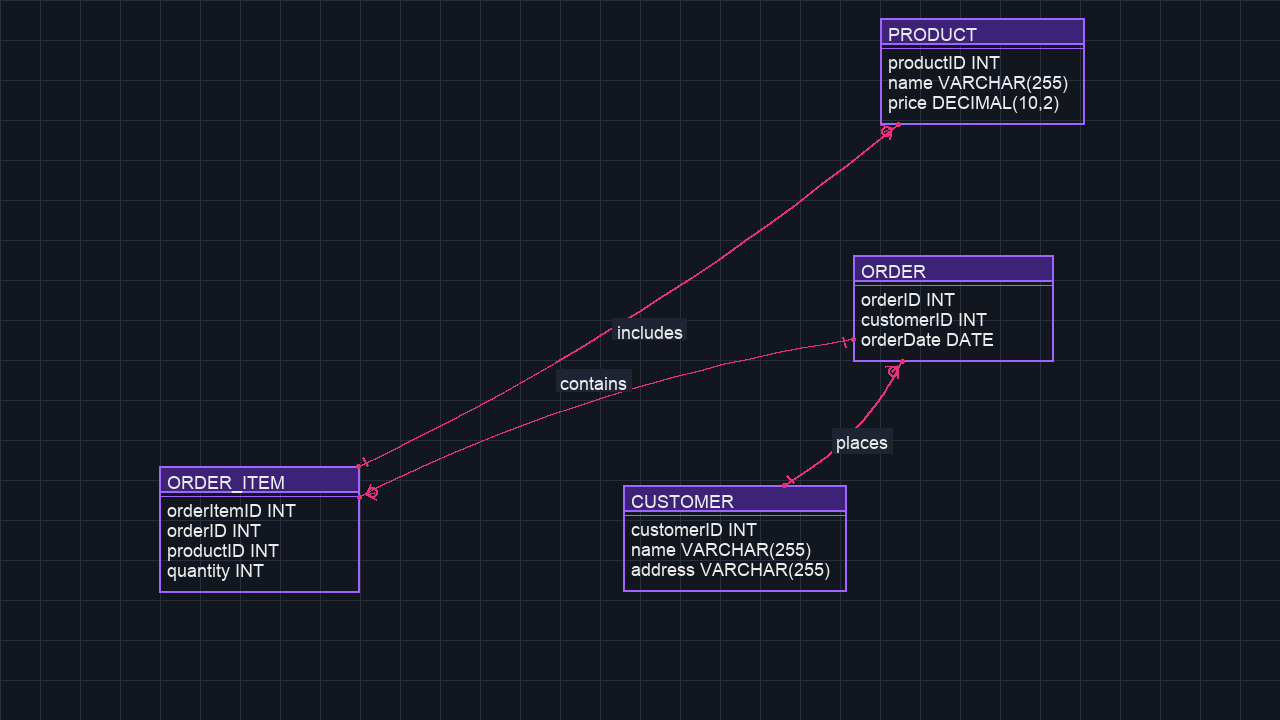 PRODUCT
productID INT
name VARCHAR(255)
price DECIMAL(10,2)
ORDER
orderID INT
customerID INT
orderDate DATE
includes
contains
places
ORDER_ITEM
orderItemID INT
orderID INT
productID INT
quantity INT
CUSTOMER
customerID INT
name VARCHAR(255)
address VARCHAR(255)